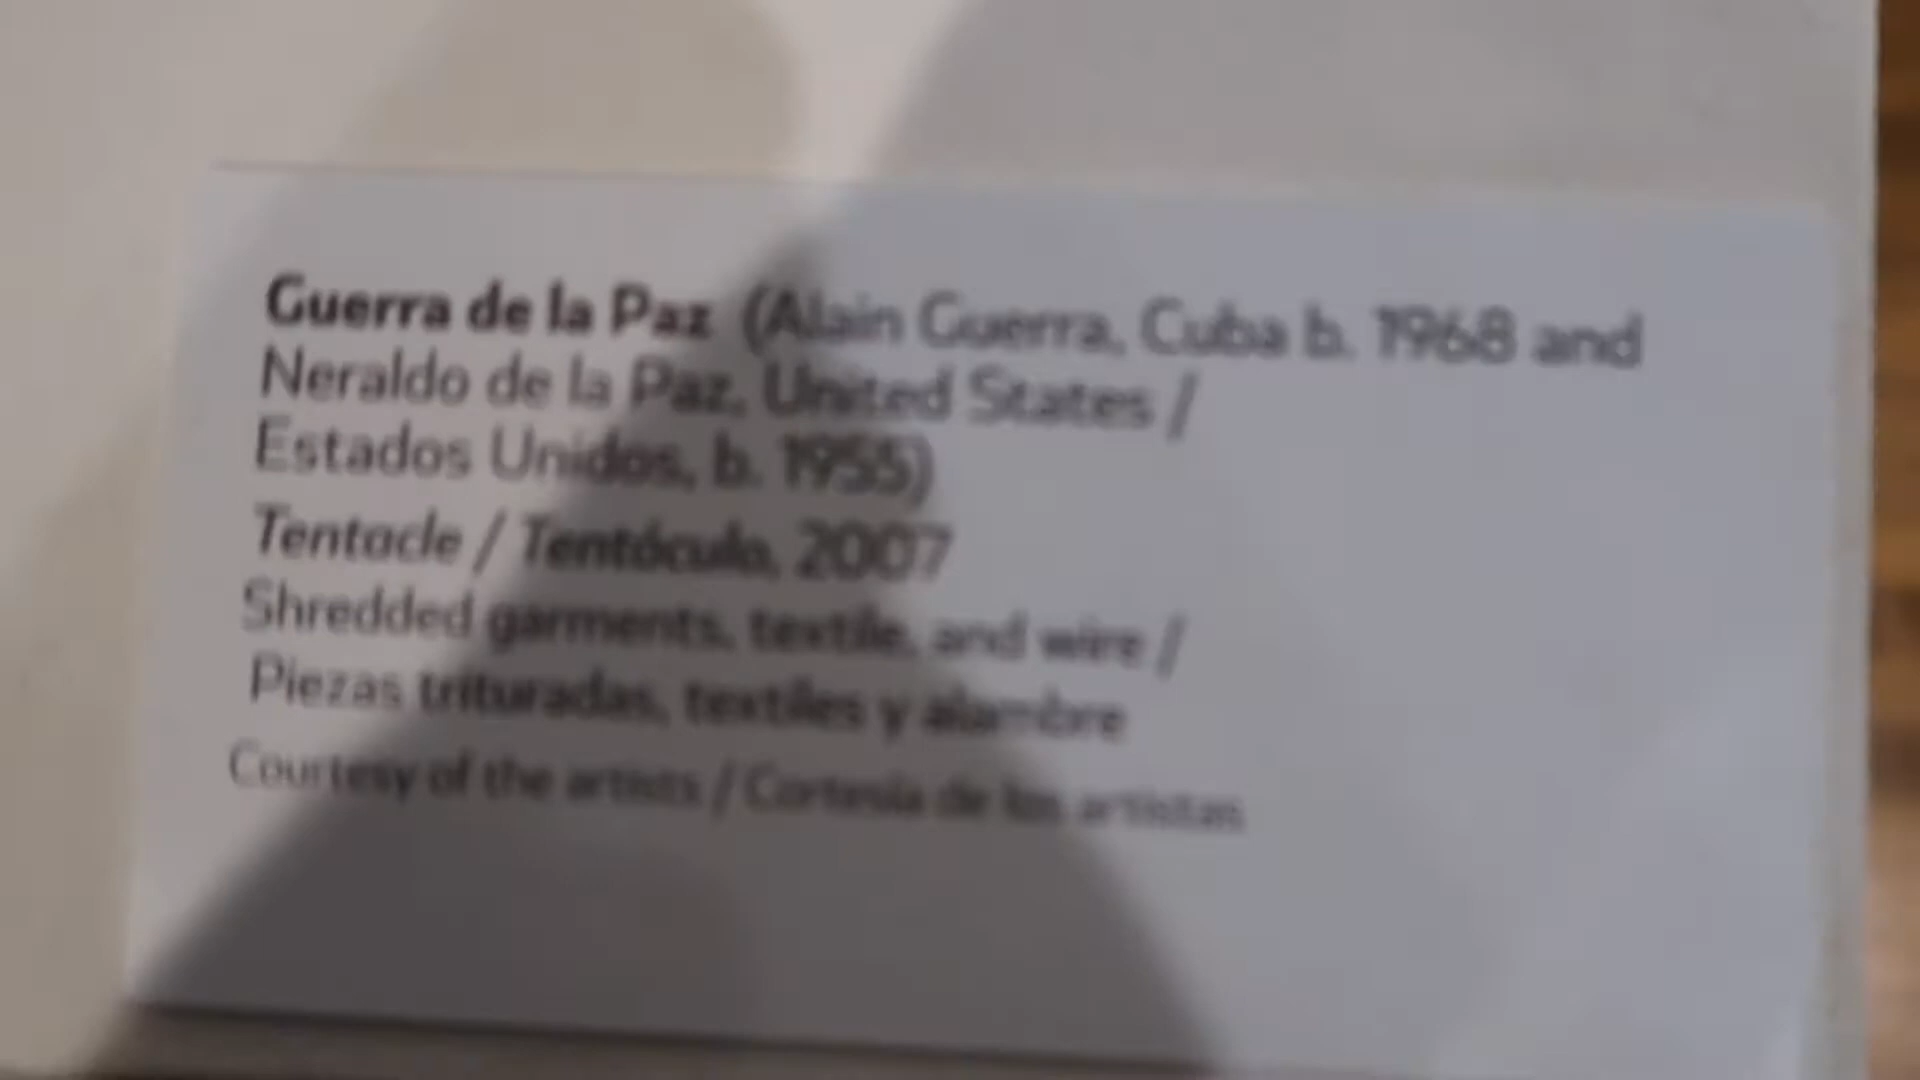 Guerra de la Paz (Alain Guerra, Cuba b. 1968 and
Neraldo de la Paz, United States /
Estados Unidos, b. 1955)
Tentacle / Tentáculo, 2007
Shredded garments, textile, and wire /
Piezas trituradas, textiles y alambre
Courtesy of the artists / Cortesía de los artistas